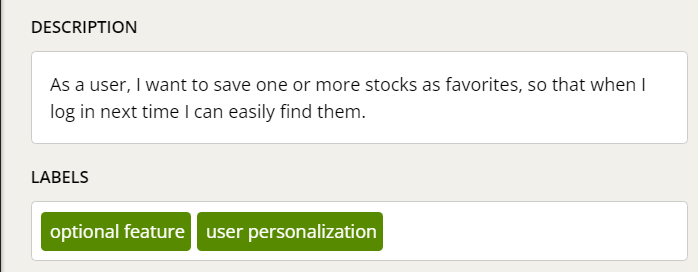 DESCRIPTION
As a user, I want to save one or more stocks as favorites, so that when I
log in next time I can easily find them.
LABELS
optional feature user personalization